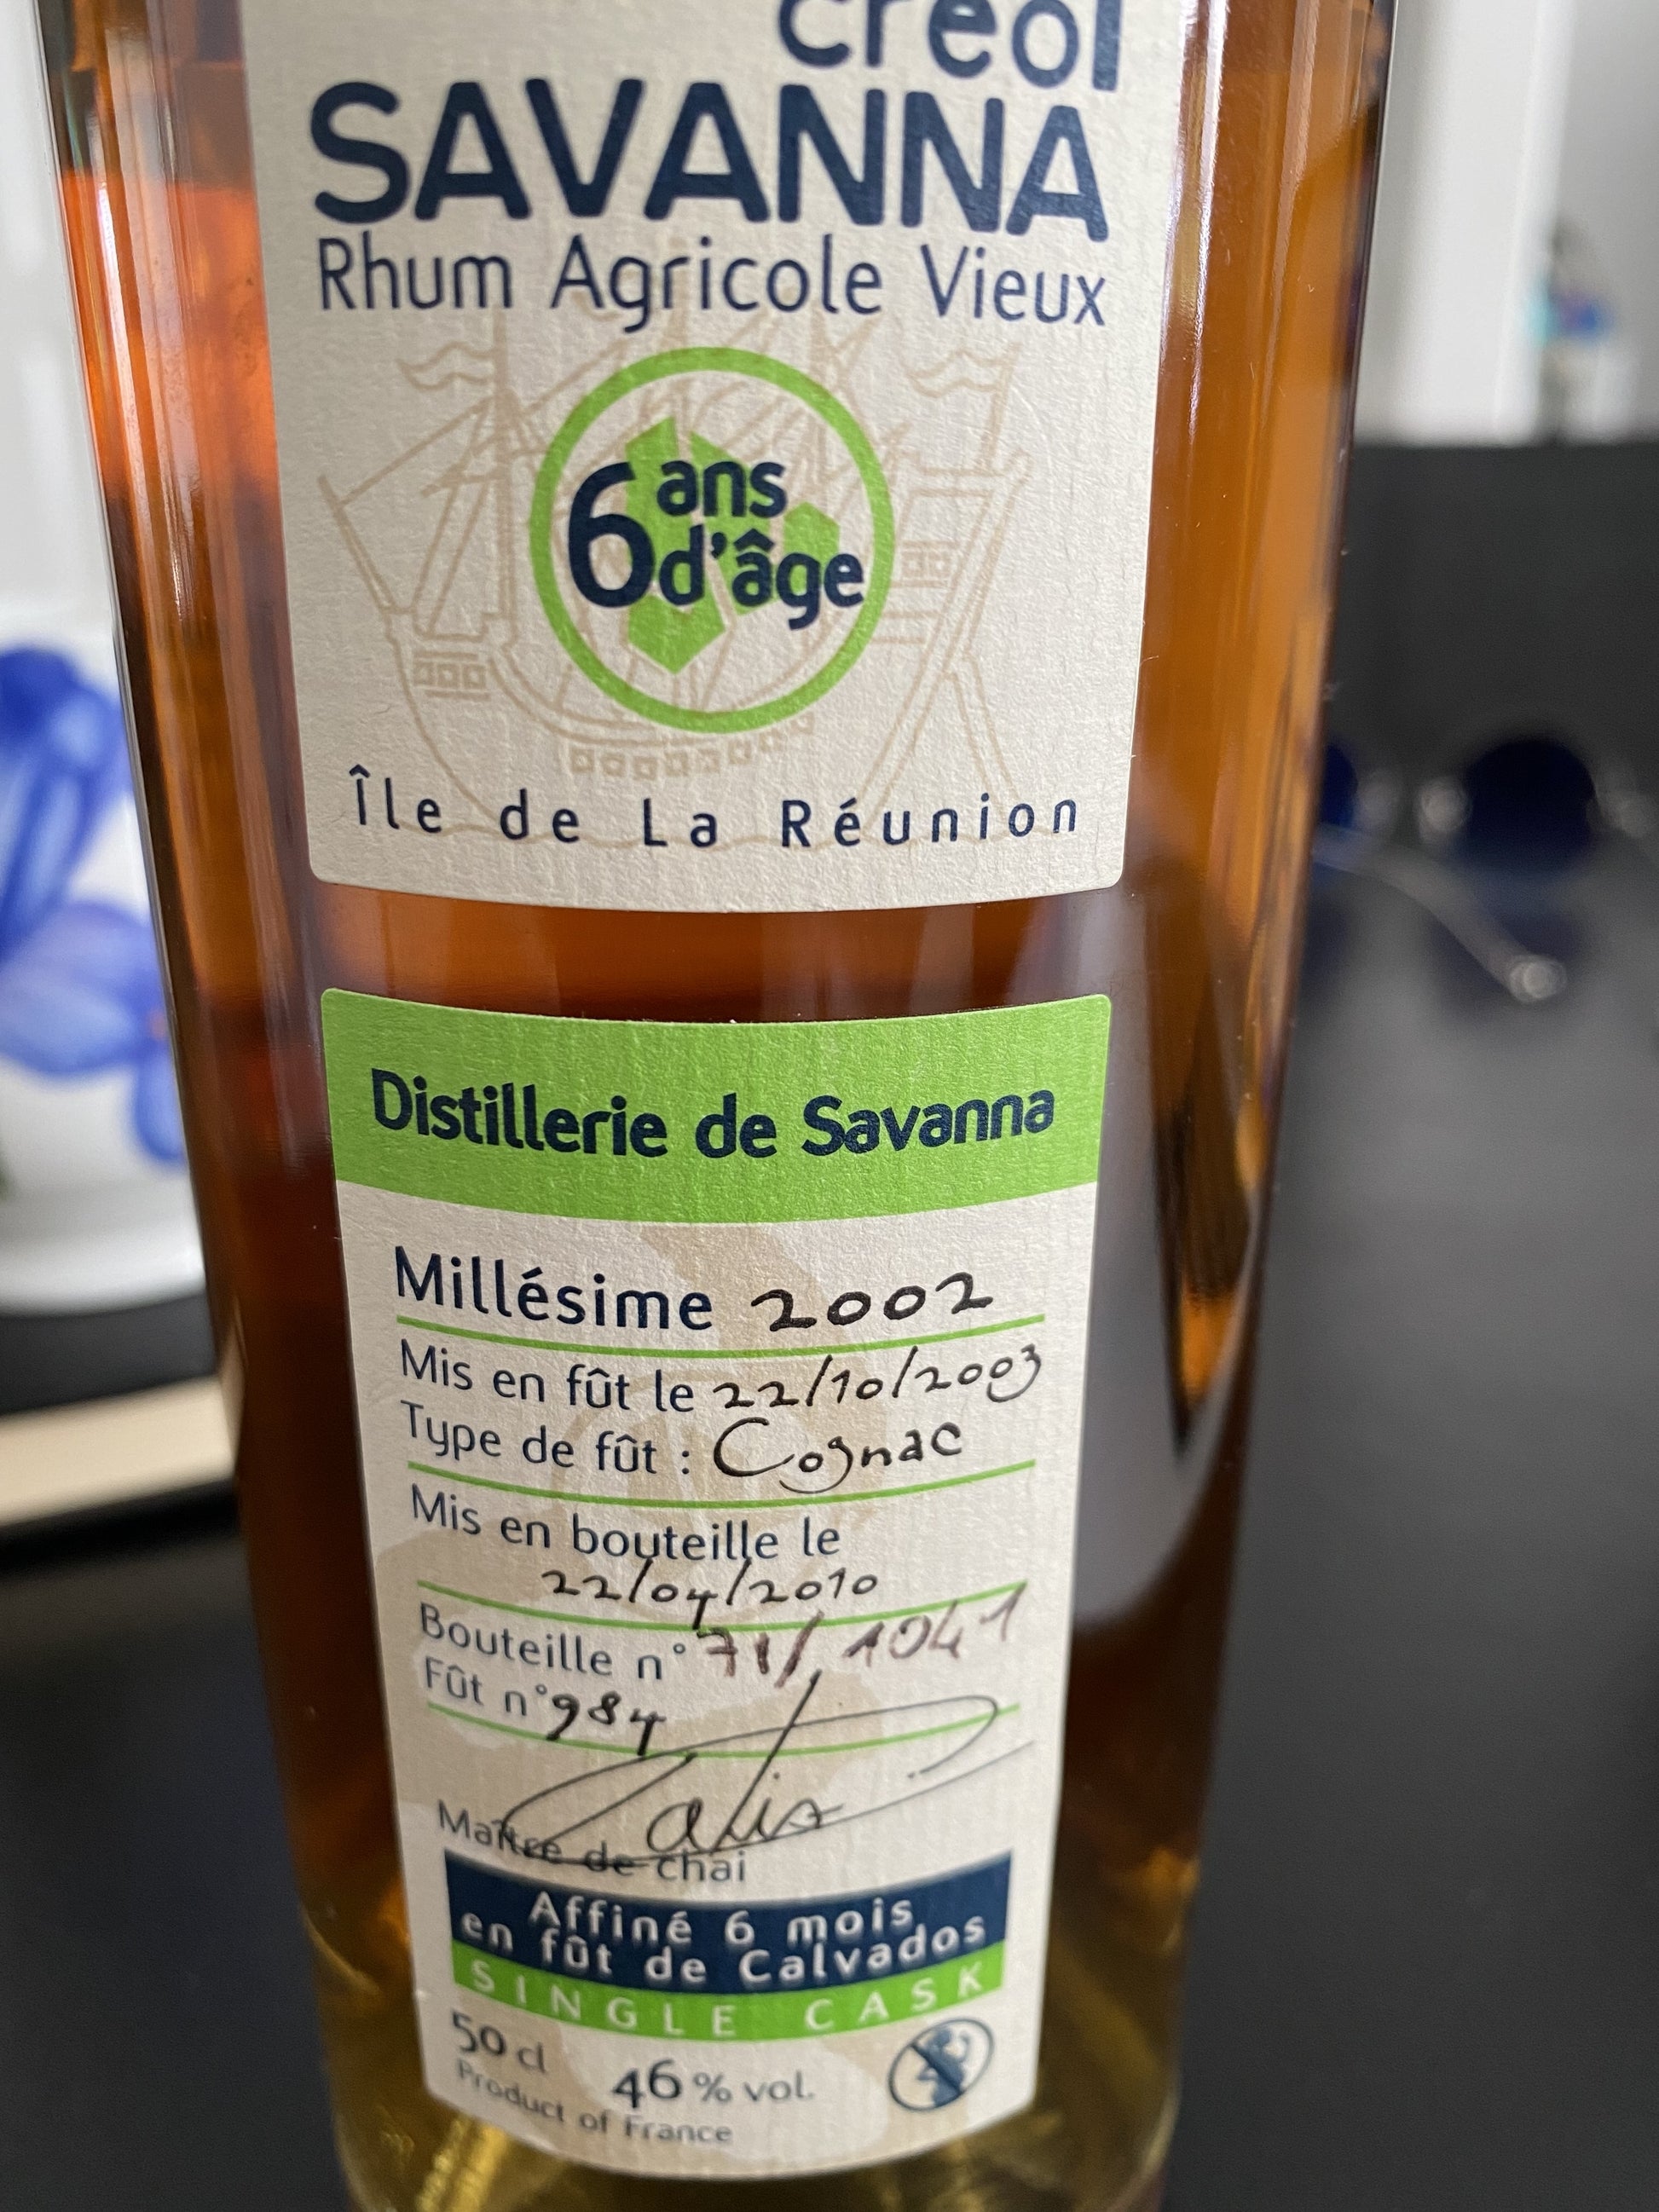 créol
SAVANNA
Rhum Agricole Vieux
6 ans
d'âge
Île de La Réunion
Distillerie de Savanna
Millésime 2002
Mis en fût le 22/10/2003
Type de fût : Cognac
Mis en bouteille le
22/04/2010
Bouteille n° 71/1041
Fût n° 984
Maître de chai
Affiné 6 mois
en fût de Calvados
SINGLE CASK
50 cl 46 % vol.
Product of France